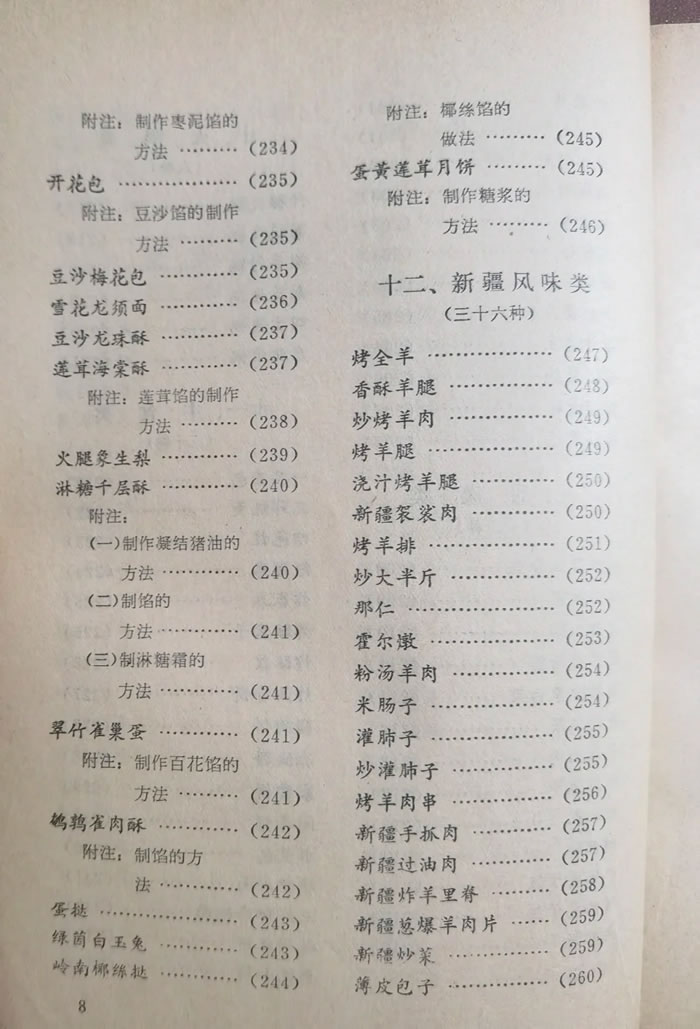 附注：制作枣泥馅的
方法 ………（234）
开花包 ………………（235）
附注：豆沙馅的制作
方法 ………（235）
豆沙梅花包 …………（235）
雪花龙须面 …………（236）
豆沙龙珠酥 …………（237）
莲茸海棠酥 …………（237）
附注：莲茸馅的制作
方法 ………（238）
火腿象生梨 …………（239）
淋糖千层酥 …………（240）
附注：
（一）制作凝结猪油的
方法 …………（240）
（二）制馅的
方法 …………（241）
（三）制淋糖霜的
方法 …………（241）
翠竹雀巢蛋 …………（241）
附注：制作百花馅的
方法 …………（241）
鹌鹑雀肉酥 …………（242）
附注：制馅的方
法 …………（242）
蛋挞 …………………（243）
绿茵白玉兔 …………（243）
岭南椰丝挞 …………（244）
8
附注：椰丝馅的
做法 ………（245）
蛋黄莲茸月饼 ………（245）
附注：制作糖浆的
方法 ………（246）
十二、新疆风味类
（三十六种）
烤全羊 ………………（247）
香酥羊腿 ……………（248）
炒烤羊肉 ……………（249）
烤羊腿 ………………（249）
浇汁烤羊腿 …………（250）
新疆袈裟肉 …………（250）
烤羊排 ………………（251）
炒大半斤 ……………（252）
那仁 …………………（252）
霍尔墩 ………………（253）
粉汤羊肉 ……………（254）
米肠子 ………………（254）
灌肺子 ………………（255）
炒灌肺子 ……………（255）
烤羊肉串 ……………（256）
新疆手抓肉 …………（257）
新疆过油肉 …………（257）
新疆炸羊里脊 ………（258）
新疆葱爆羊肉片 ……（259）
新疆炒菜 ……………（259）
薄皮包子 ……………（260）